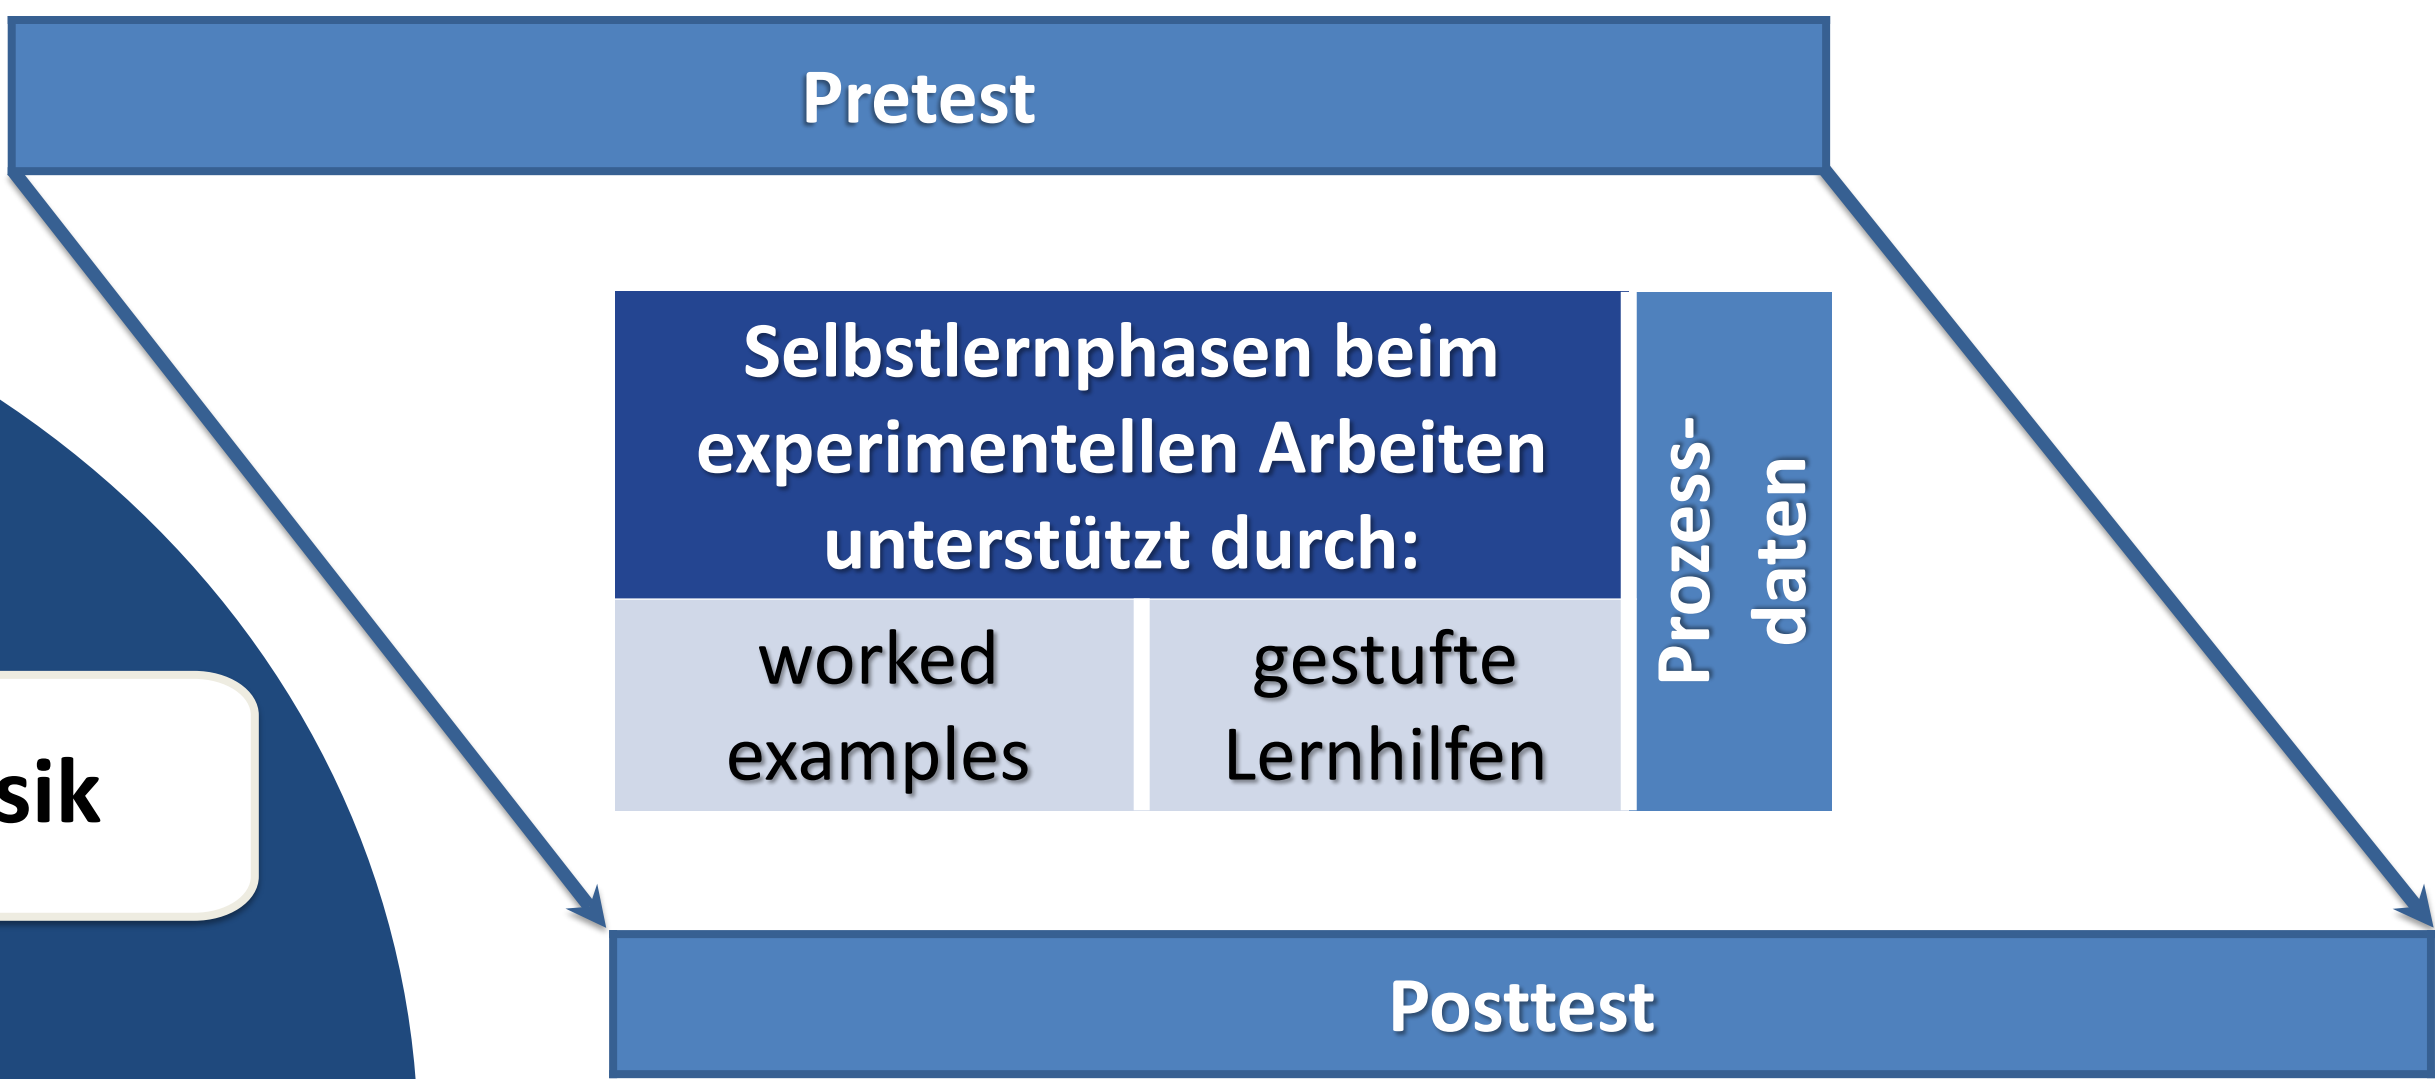 Pretest
Selbstlernphasen beim
experimentellen Arbeiten
unterstützt durch:
worked
examples
gestufte
Lernhilfen
Prozess-
daten
sik
Posttest